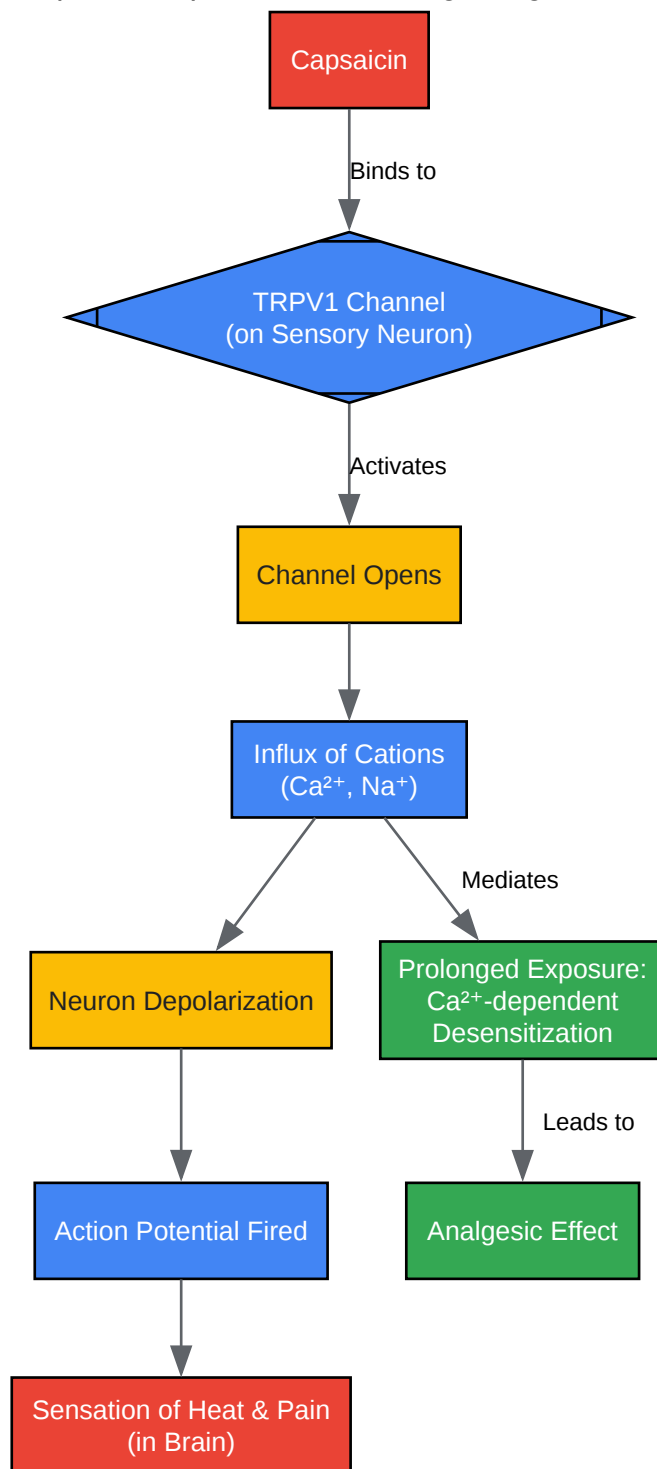 Capsaicin
Binds to
TRPV1 Channel
(on Sensory Neuron)
Activates
Channel Opens
Influx of Cations
(Ca²⁺, Na⁺)
Mediates
Neuron Depolarization
Prolonged Exposure:
Ca²⁺-dependent
Desensitization
Leads to
Action Potential Fired
Analgesic Effect
Sensation of Heat & Pain
(in Brain)